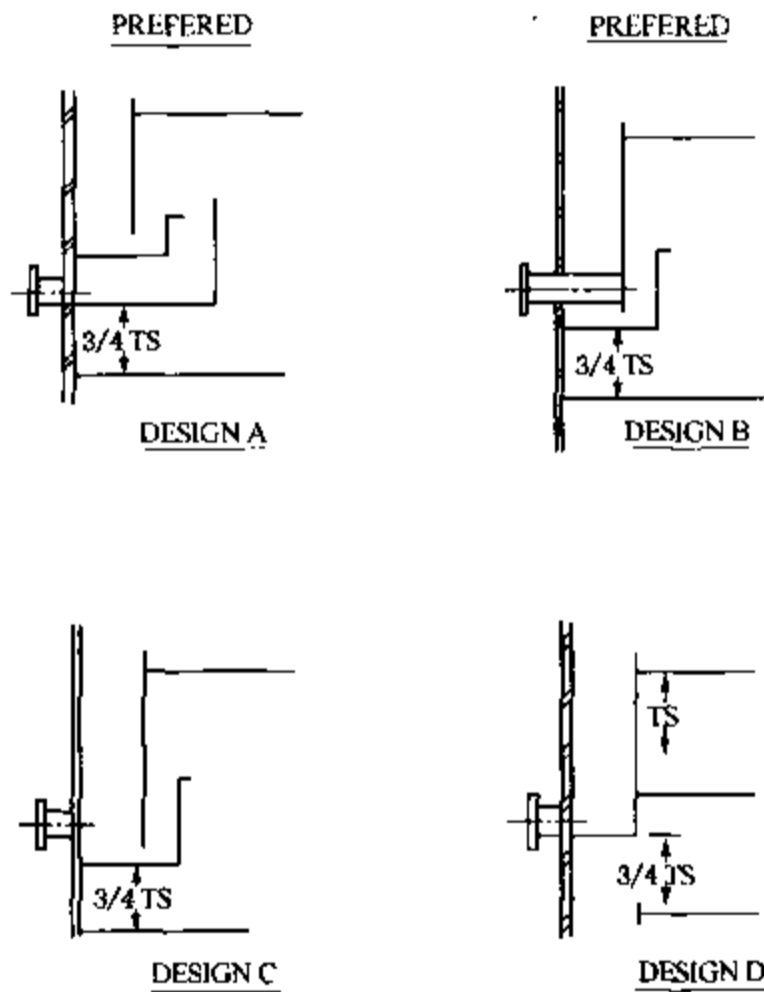 PREFERED
PREFERED
3/4 TS
3/4 TS
DESIGN A
DESIGN B
TS
3/4 TS
3/4 TS
DESIGN C
DESIGN D